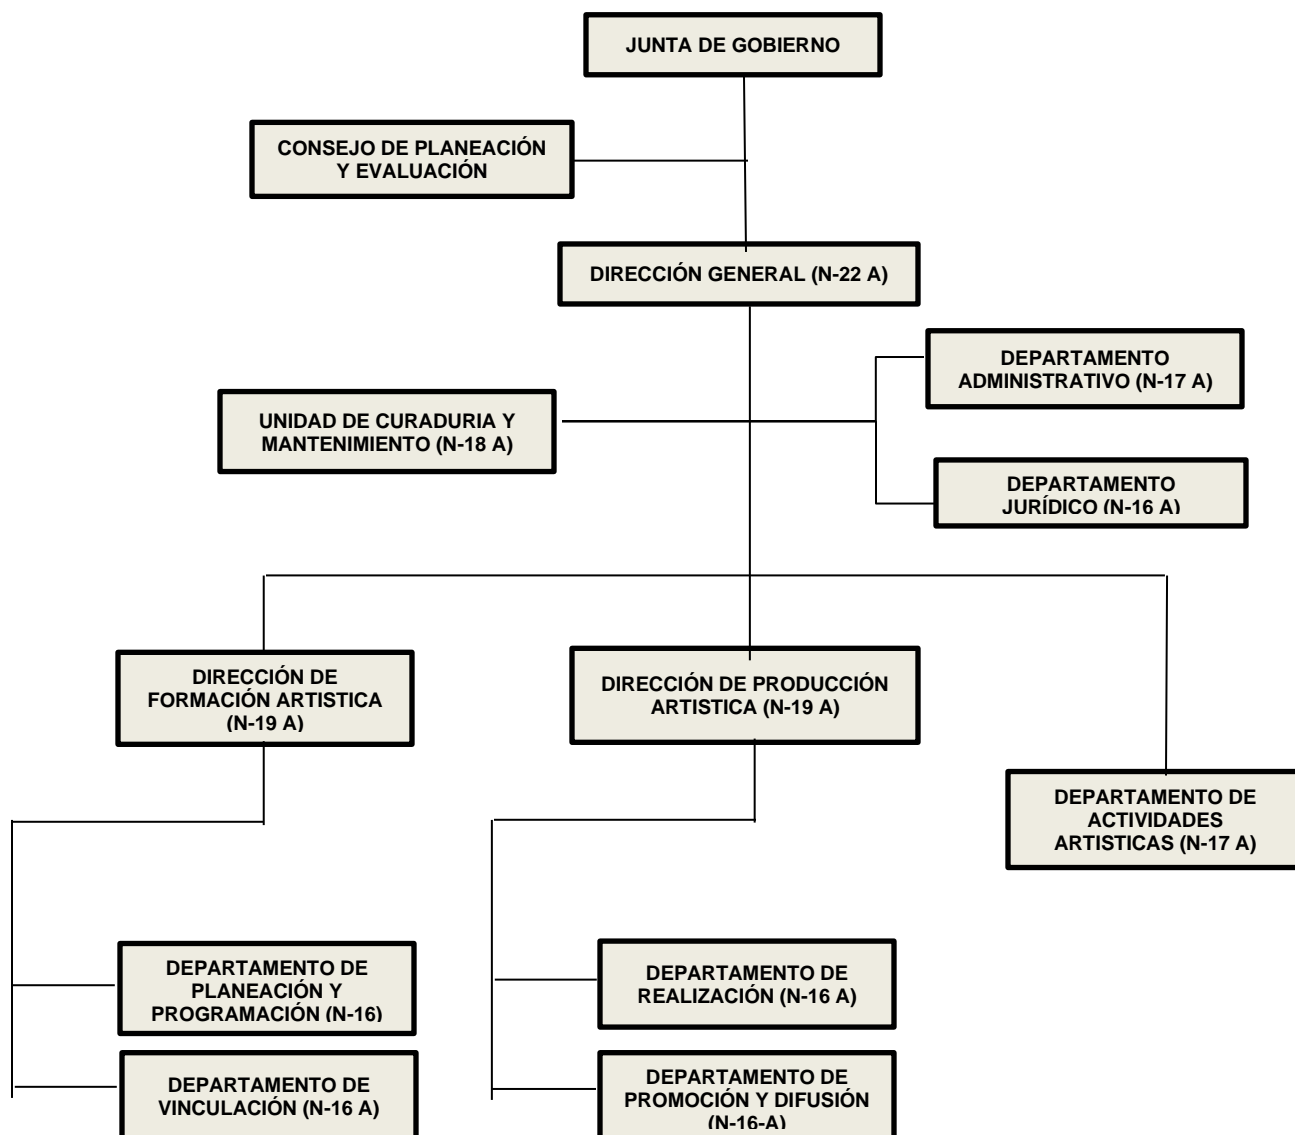 JUNTA DE GOBIERNO
CONSEJO DE PLANEACIÓN
Y EVALUACIÓN
DIRECCIÓN GENERAL (N-22 A)
DEPARTAMENTO
ADMINISTRATIVO (N-17 A)
UNIDAD DE CURADURIA Y
MANTENIMIENTO (N-18 A)
DEPARTAMENTO
JURÍDICO (N-16 A)
DIRECCIÓN DE
FORMACIÓN ARTISTICA
(N-19 A)
DIRECCIÓN DE PRODUCCIÓN
ARTISTICA (N-19 A)
DEPARTAMENTO DE
ACTIVIDADES
ARTISTICAS (N-17 A)
DEPARTAMENTO DE
PLANEACIÓN Y
PROGRAMACIÓN (N-16)
DEPARTAMENTO DE
REALIZACIÓN (N-16 A)
DEPARTAMENTO DE
VINCULACIÓN (N-16 A)
DEPARTAMENTO DE
PROMOCIÓN Y DIFUSIÓN
(N-16-A)